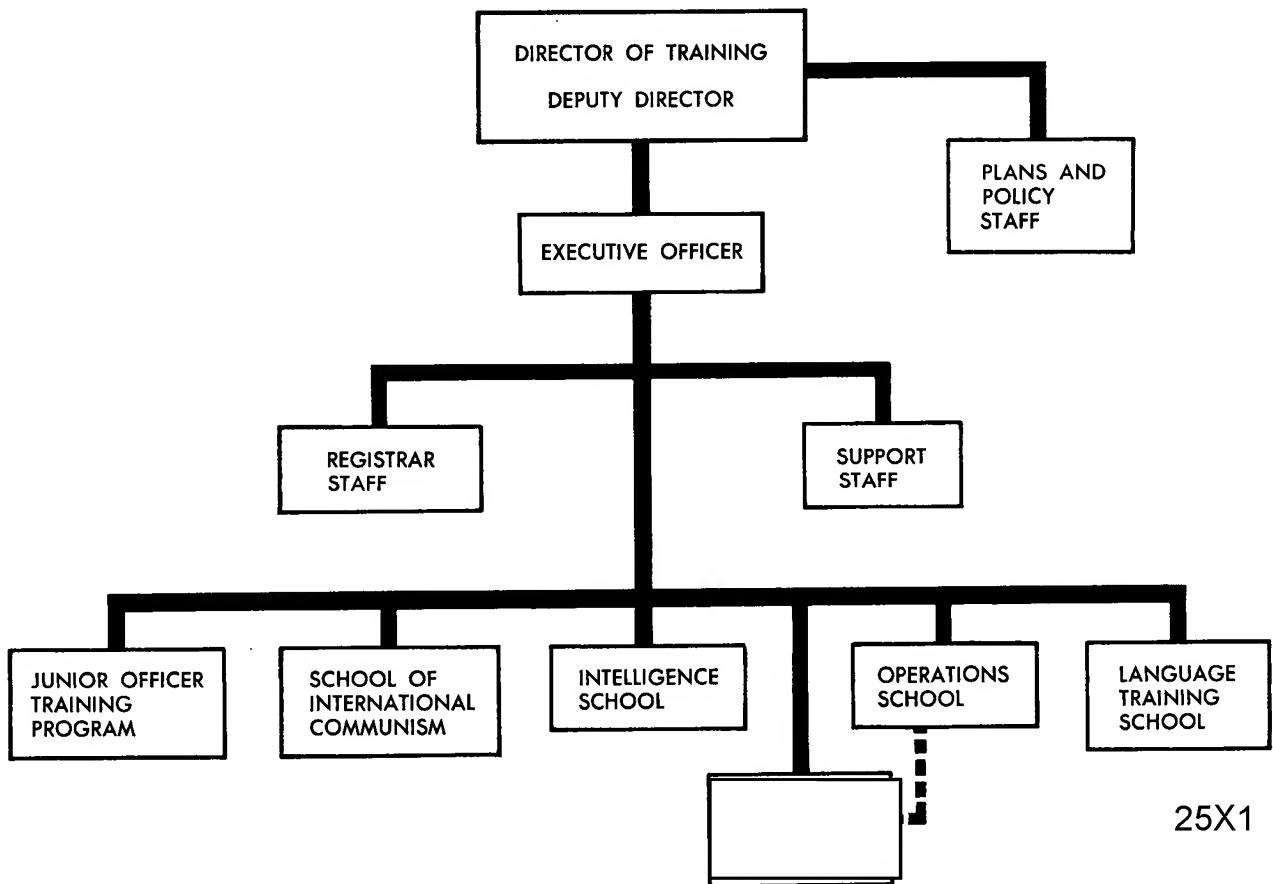 DIRECTOR OF TRAINING
DEPUTY DIRECTOR
PLANS AND
POLICY
STAFF
EXECUTIVE OFFICER
REGISTRAR
STAFF
SUPPORT
STAFF
JUNIOR OFFICER
TRAINING
PROGRAM
SCHOOL OF
INTERNATIONAL
COMMUNISM
INTELLIGENCE
SCHOOL
OPERATIONS
SCHOOL
LANGUAGE
TRAINING
SCHOOL
25X1